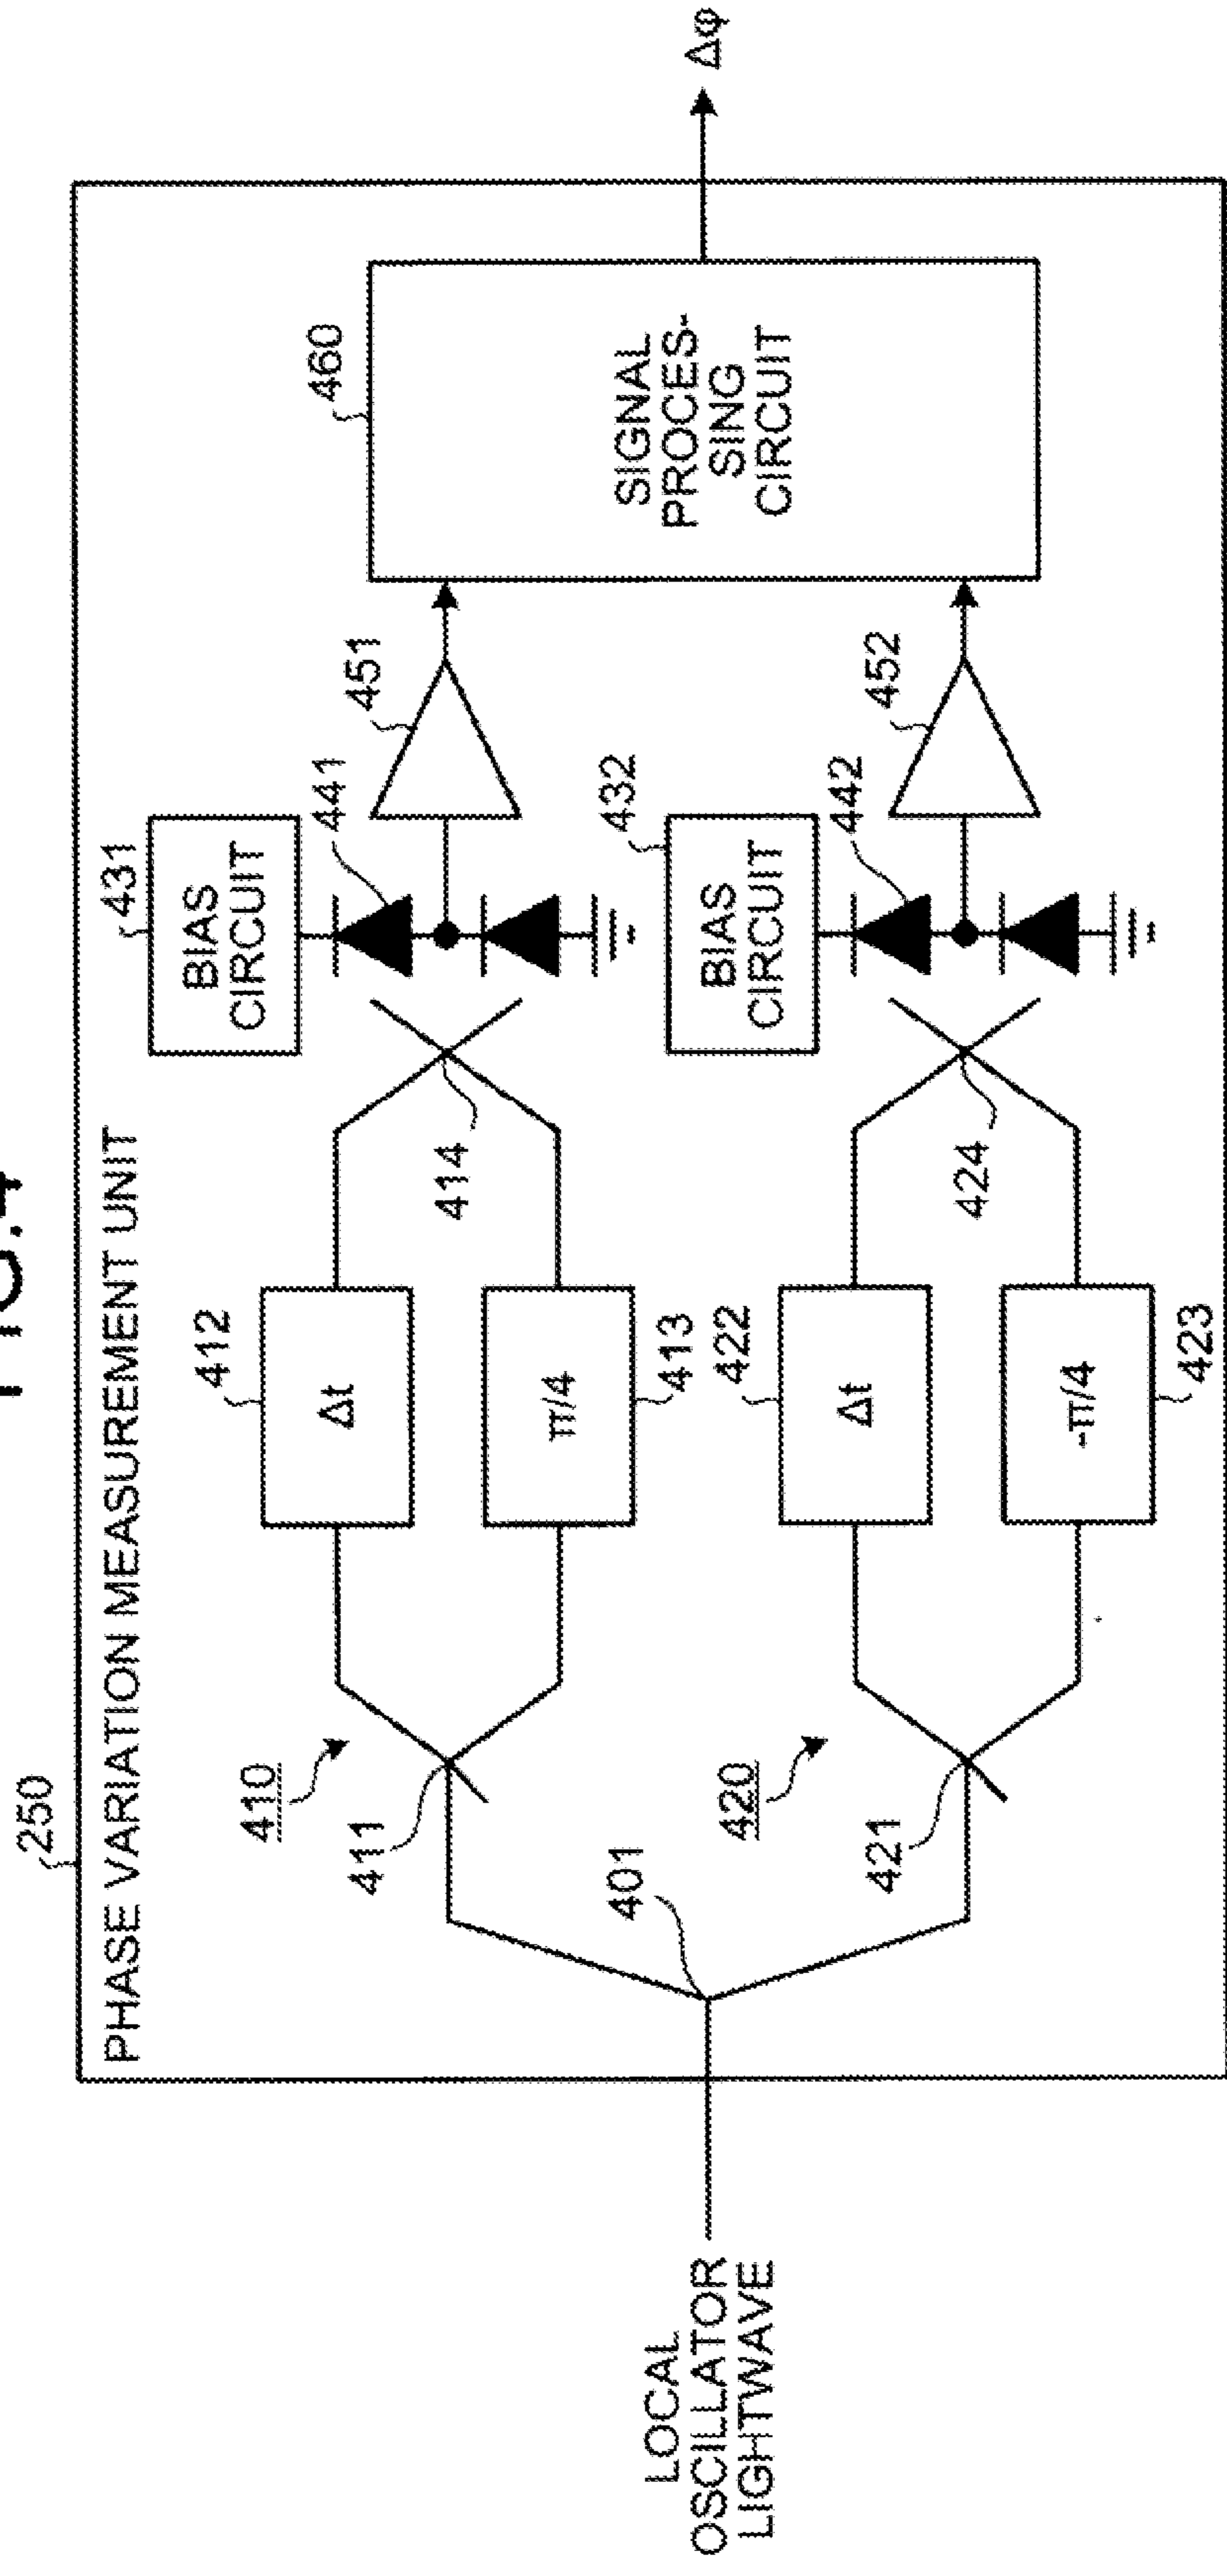 250
PHASE VARIATION MEASUREMENT UNIT
LOCAL
OSCILLATOR
LIGHTWAVE
401
410
411
412
Δt
π/4
413
414
431
BIAS
CIRCUIT
441
451
420
421
422
Δt
-π/4
423
424
432
BIAS
CIRCUIT
442
452
460
SIGNAL
PROCES-
SING
CIRCUIT
Δφ